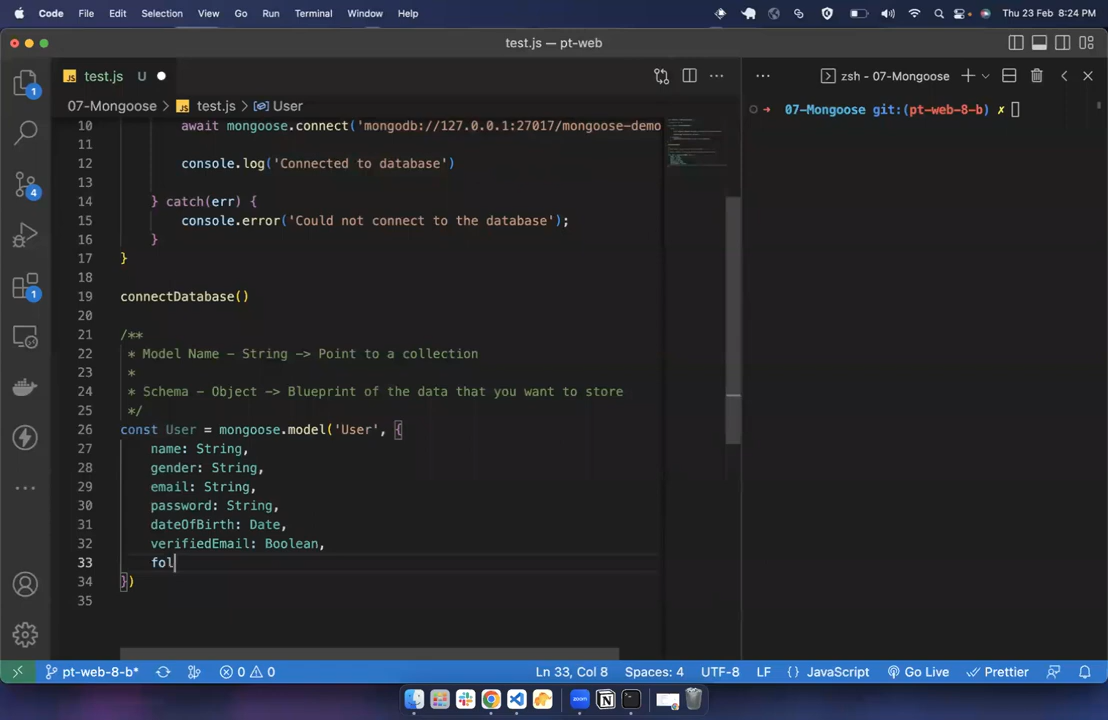 Code File Edit Selection View Go Run Terminal Window Help Thu 23 Feb 8:24 PM
test.js — pt-web
JS test.js U
zsh - 07-Mongoose
07-Mongoose > JS test.js > User
07-Mongoose git:(pt-web-8-b) ✗
10 await mongoose.connect('mongodb://127.0.0.1:27017/mongoose-demo
11
12 console.log('Connected to database')
13
14 } catch(err) {
15 console.error('Could not connect to the database');
16 }
17 }
18
19 connectDatabase()
20
21 /**
22 * Model Name - String -> Point to a collection
23 *
24 * Schema - Object -> Blueprint of the data that you want to store
25 */
26 const User = mongoose.model('User', {
27 name: String,
28 gender: String,
29 email: String,
30 password: String,
31 dateOfBirth: Date,
32 verifiedEmail: Boolean,
33 fol
34 })
35
1
4
1
pt-web-8-b* 0 0 Ln 33, Col 8 Spaces: 4 UTF-8 LF {} JavaScript Go Live Prettier
zoom